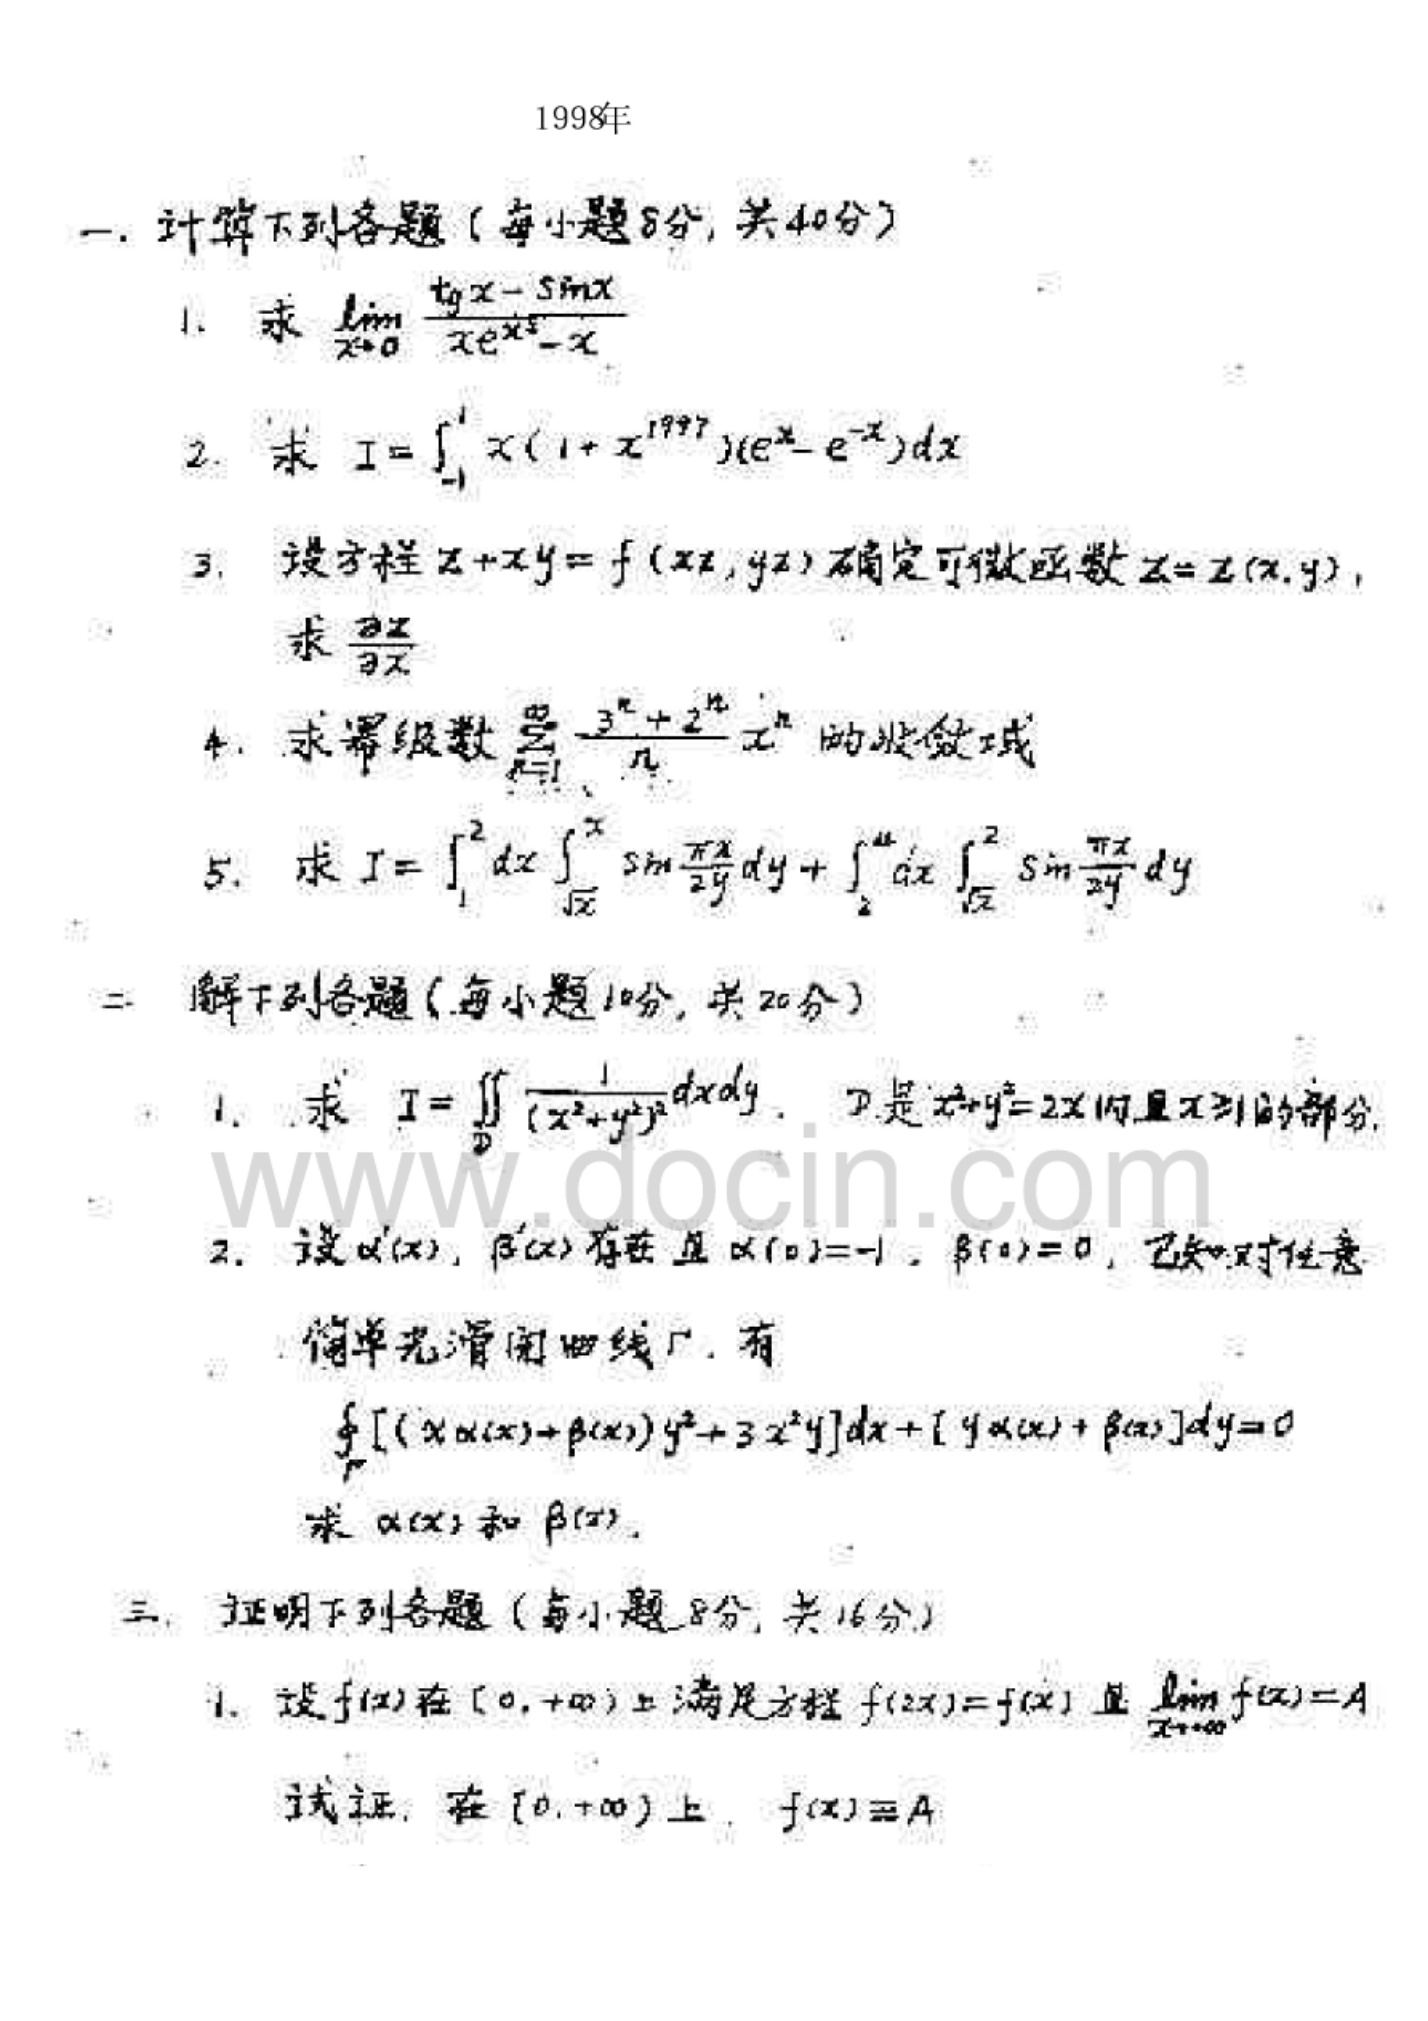 1998年
一. 计算下列各题(每小题8分, 共40分)
1. 求 lim_{x→0} (tgx - sinx)/(xe^{x²} - x)
2. 求 I = ∫_{-1}^{1} x(1+x^{1997})(e^x - e^{-x})dx
3. 设方程 z+xy=f(xz,yz) 确定可微函数 z=z(x,y),
求 ∂z/∂x
4. 求幂级数 ∑_{n=1}^{∞} (3^n+2^n)/n x^n 的收敛域
5. 求 I = ∫_1^2 dx ∫_{√x}^{x} sin(πx/2y) dy + ∫_2^4 dx ∫_{√x}^{2} sin(πx/2y) dy
二 解下列各题(每小题10分, 共20分)
1. 求 I = ∬_D 1/(x²+y²)² dxdy. D是x²+y²=2x内且x≥1的部分.
www.docin.com
2. 设α'(x), β'(x)存在且α(0)=-1, β(0)=0, 已知对任意
简单光滑闭曲线Γ. 有
∮_Γ [(xα(x)+β(x))y²+3x²y]dx+[yα(x)+β(x)]dy=0
求 α(x) 和 β(x).
三. 证明下列各题(每小题8分, 共16分)
1. 设f(x)在[0,+∞)上满足方程f(2x)=f(x)且 lim_{x→+∞} f(x)=A
试证. 在[0,+∞)上. f(x)≡A